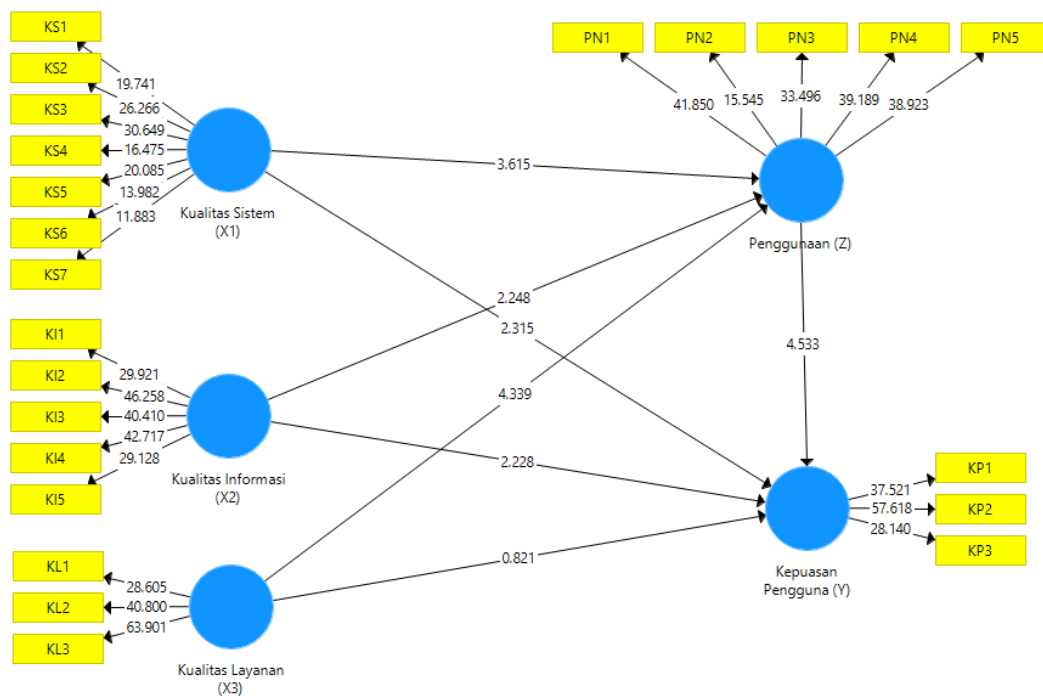 KS1
KS2
KS3
KS4
KS5
KS6
KS7
19.741
26.266
30.649
16.475
20.085
13.982
11.883
Kualitas Sistem
(X1)
PN1
PN2
PN3
PN4
PN5
41.850
15.545
33.496
39.189
38.923
Penggunaan (Z)
3.615
2.248
2.315
4.339
4.533
2.228
0.821
KI1
KI2
KI3
KI4
KI5
29.921
46.258
40.410
42.717
29.128
Kualitas Informasi
(X2)
KP1
KP2
KP3
37.521
57.618
28.140
Kepuasan
Pengguna (Y)
KL1
KL2
KL3
28.605
40.800
63.901
Kualitas Layanan
(X3)